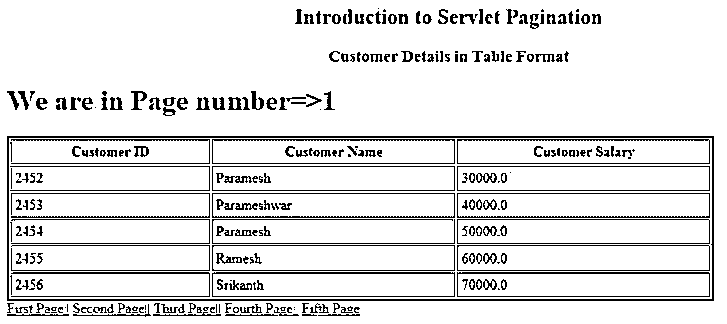 Introduction to Servlet Pagination
Customer Details in Table Format
We are in Page number=>1
Customer ID Customer Name Customer Salary
2452 Paramesh 30000.0
2453 Parameshwar 40000.0
2454 Paramesh 50000.0
2455 Ramesh 60000.0
2456 Srikanth 70000.0
First Page|| Second Page|| Third Page|| Fourth Page|| Fifth Page